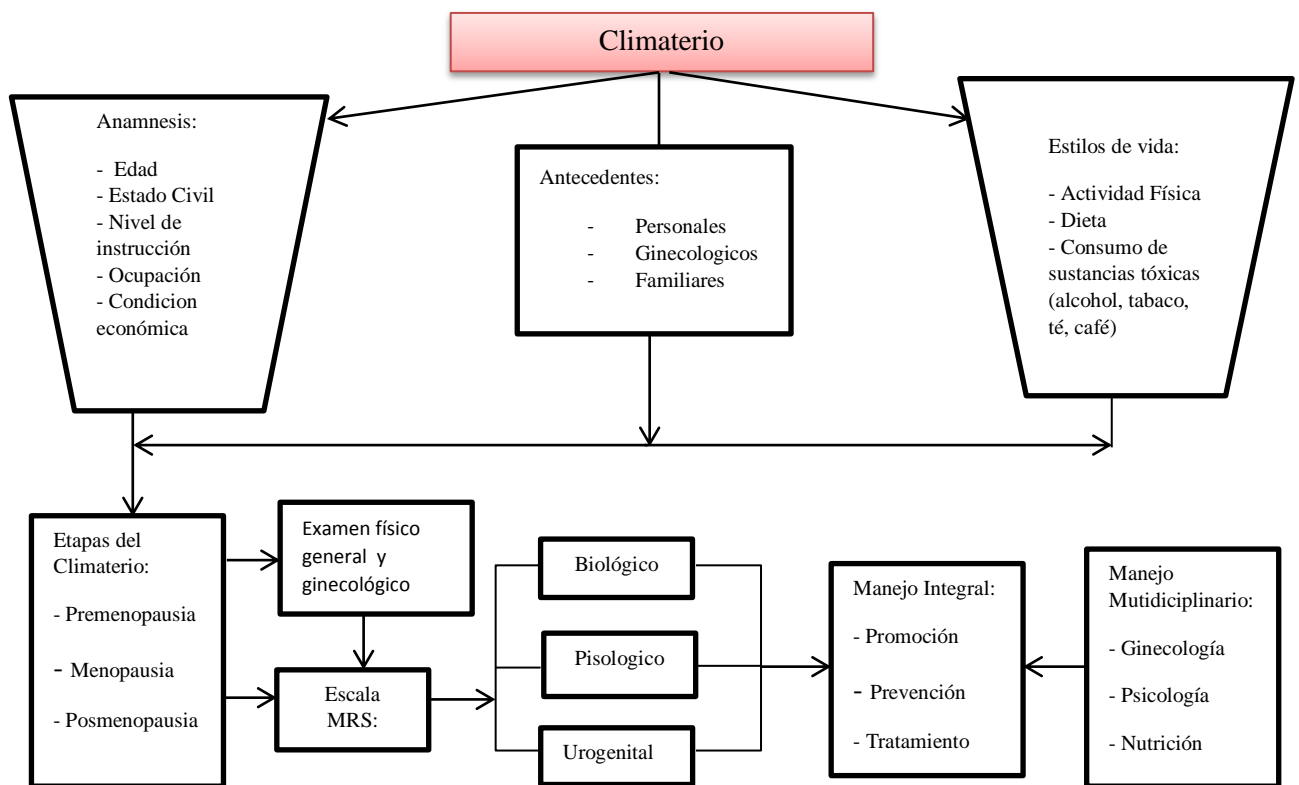 Climaterio
Anamnesis:
- Edad
- Estado Civil
- Nivel de
instrucción
- Ocupación
- Condicion
económica
Antecedentes:
- Personales
- Ginecologicos
- Familiares
Estilos de vida:
- Actividad Física
- Dieta
- Consumo de
sustancias tóxicas
(alcohol, tabaco,
té, café)
Etapas del
Climaterio:
- Premenopausia
- Menopausia
- Posmenopausia
Examen físico
general y
ginecológico
Escala
MRS:
Biológico
Pisologico
Urogenital
Manejo Integral:
- Promoción
- Prevención
- Tratamiento
Manejo
Mutidiciplinario:
- Ginecología
- Psicología
- Nutrición